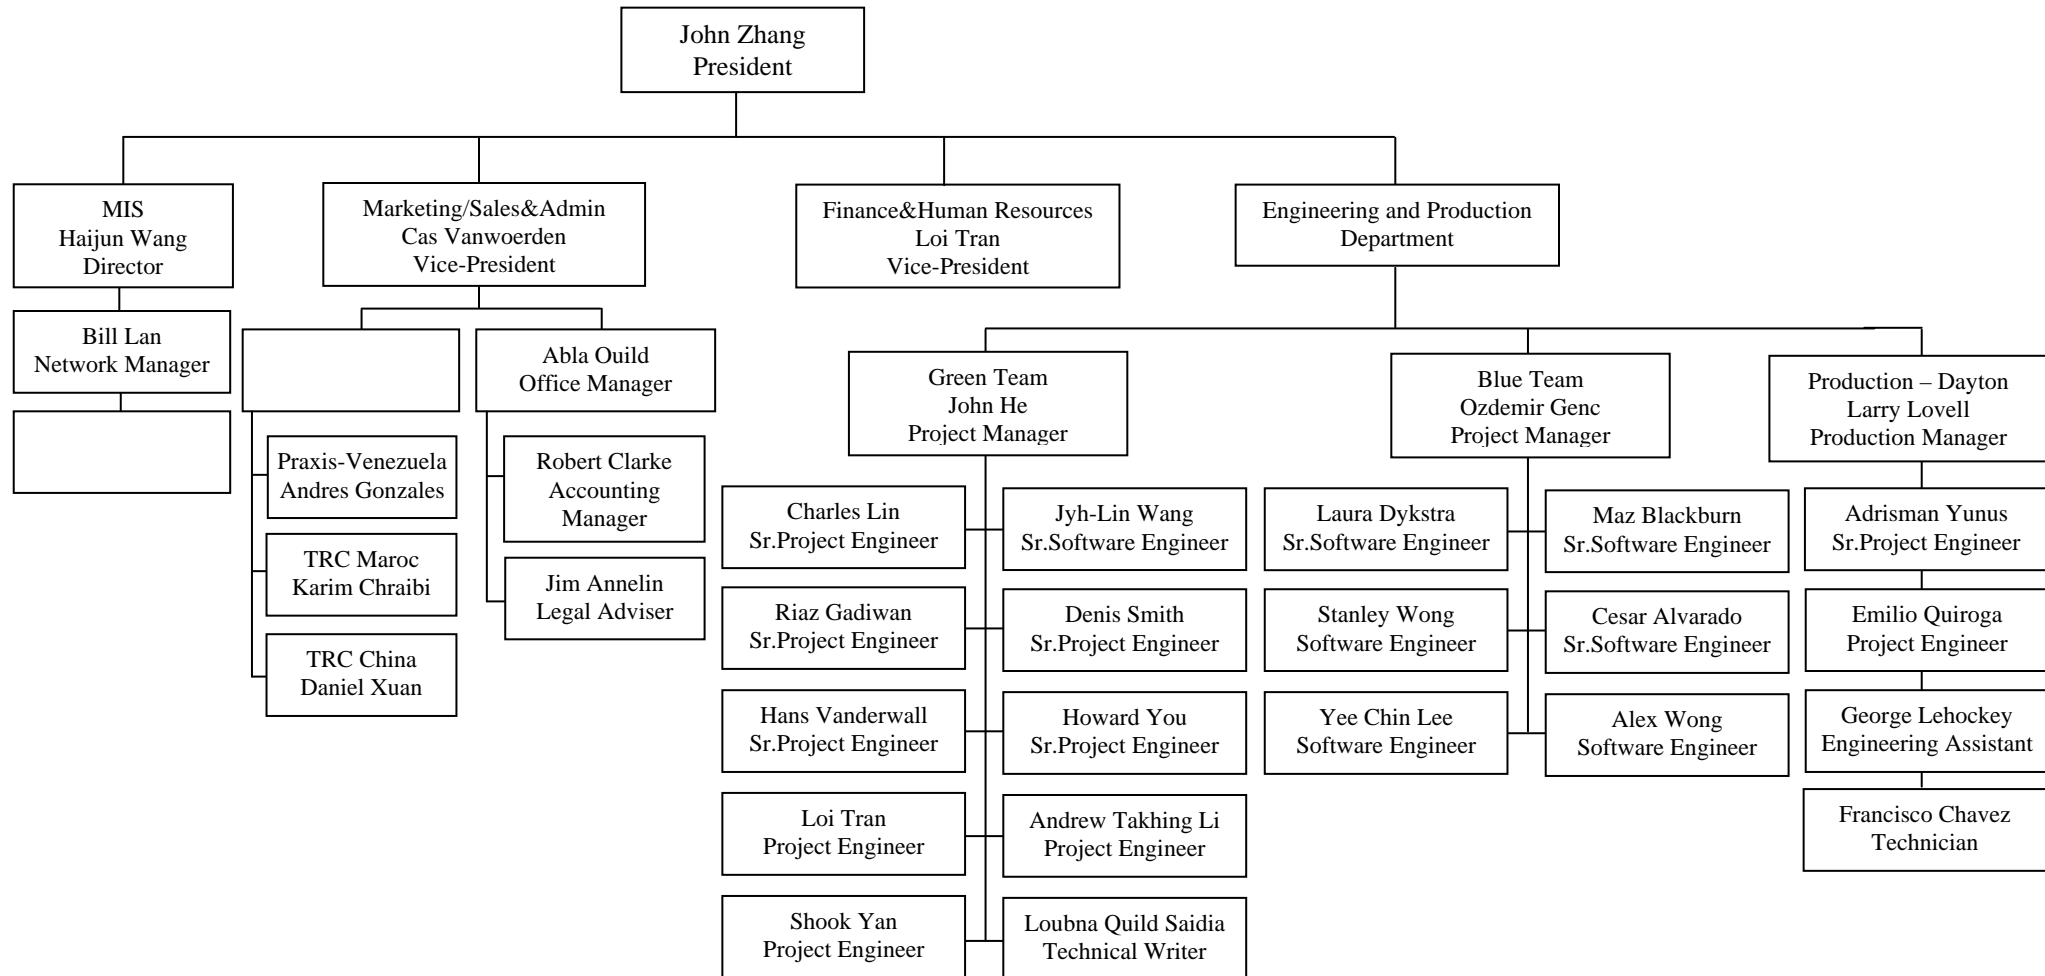 John Zhang
President
MIS
Haijun Wang
Director
Marketing/Sales&Admin
Cas Vanwoerden
Vice-President
Finance&Human Resources
Loi Tran
Vice-President
Engineering and Production
Department
Bill Lan
Network Manager
Abla Ouild
Office Manager
Praxis-Venezuela
Andres Gonzales
TRC Maroc
Karim Chraibi
TRC China
Daniel Xuan
Robert Clarke
Accounting
Manager
Jim Annelin
Legal Adviser
Green Team
John He
Project Manager
Charles Lin
Sr.Project Engineer
Jyh-Lin Wang
Sr.Software Engineer
Riaz Gadiwan
Sr.Project Engineer
Denis Smith
Sr.Project Engineer
Hans Vanderwall
Sr.Project Engineer
Howard You
Sr.Project Engineer
Loi Tran
Project Engineer
Andrew Takhing Li
Project Engineer
Shook Yan
Project Engineer
Loubna Quild Saidia
Technical Writer
Blue Team
Ozdemir Genc
Project Manager
Laura Dykstra
Sr.Software Engineer
Maz Blackburn
Sr.Software Engineer
Stanley Wong
Software Engineer
Cesar Alvarado
Sr.Software Engineer
Yee Chin Lee
Software Engineer
Alex Wong
Software Engineer
Production – Dayton
Larry Lovell
Production Manager
Adrisman Yunus
Sr.Project Engineer
Emilio Quiroga
Project Engineer
George Lehockey
Engineering Assistant
Francisco Chavez
Technician